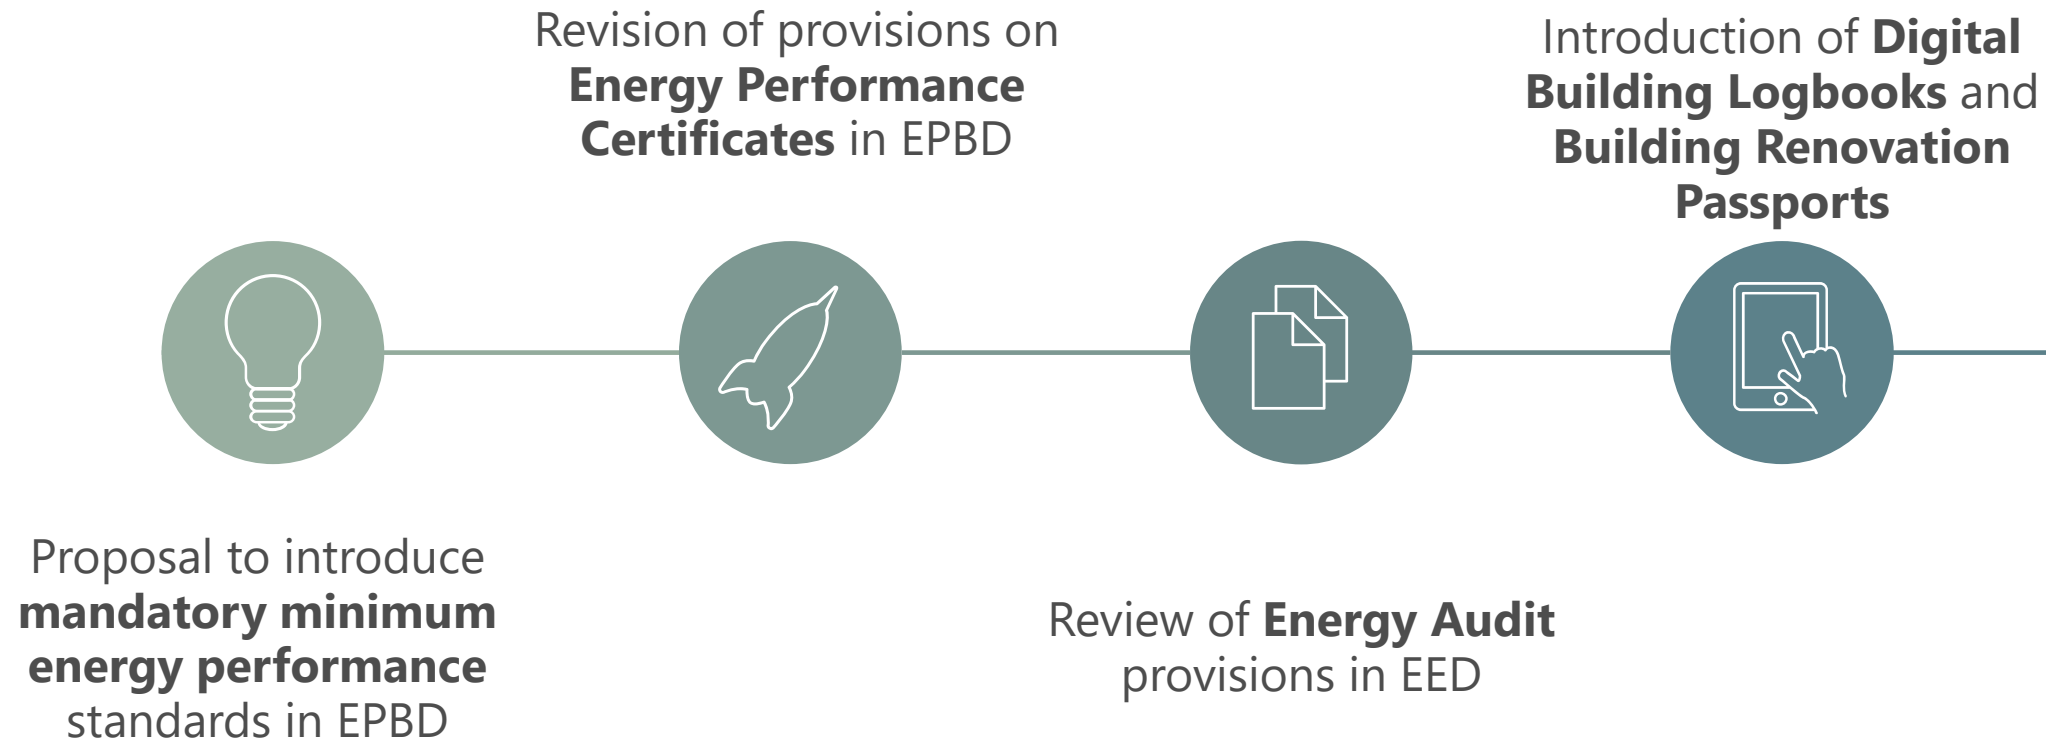 Proposal to introduce
mandatory minimum
energy performance
standards in EPBD
Revision of provisions on
Energy Performance
Certificates in EPBD
Review of Energy Audit
provisions in EED
Introduction of Digital
Building Logbooks and
Building Renovation
Passports